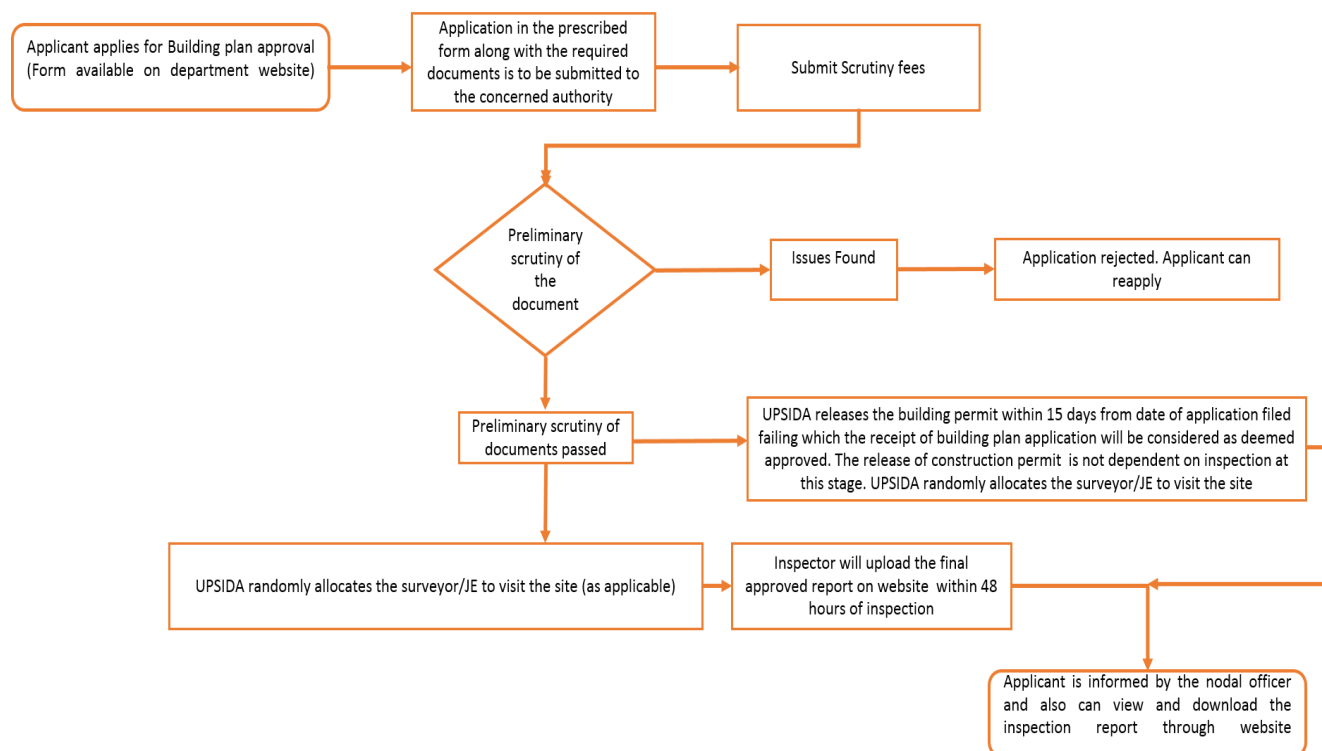 Applicant applies for Building plan approval
(Form available on department website)
Application in the prescribed
form along with the required
documents is to be submitted to
the concerned authority
Submit Scrutiny fees
Preliminary
scrutiny of
the
document
Issues Found
Application rejected. Applicant can
reapply
Preliminary scrutiny of
documents passed
UPSIDA releases the building permit within 15 days from date of application filed
failing which the receipt of building plan application will be considered as deemed
approved. The release of construction permit is not dependent on inspection at
this stage. UPSIDA randomly allocates the surveyor/JE to visit the site
UPSIDA randomly allocates the surveyor/JE to visit the site (as applicable)
Inspector will upload the final
approved report on website within 48
hours of inspection
Applicant is informed by the nodal officer
and also can view and download the
inspection report through website